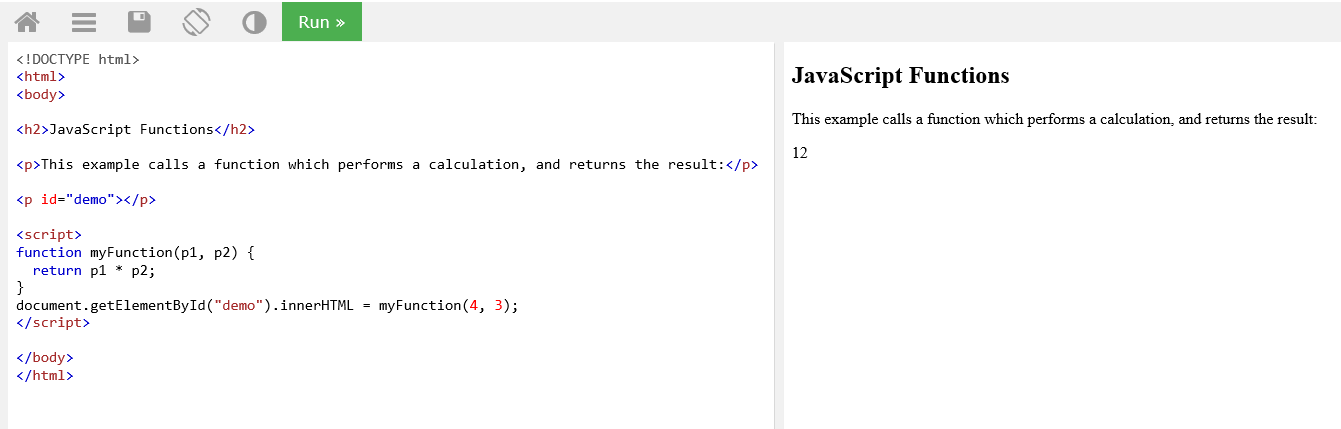 Run »
<!DOCTYPE html>
<html>
<body>
<h2>JavaScript Functions</h2>
<p>This example calls a function which performs a calculation, and returns the result:</p>
<p id="demo"></p>
<script>
function myFunction(p1, p2) {
  return p1 * p2;
}
document.getElementById("demo").innerHTML = myFunction(4, 3);
</script>
</body>
</html>
JavaScript Functions
This example calls a function which performs a calculation, and returns the result:
12